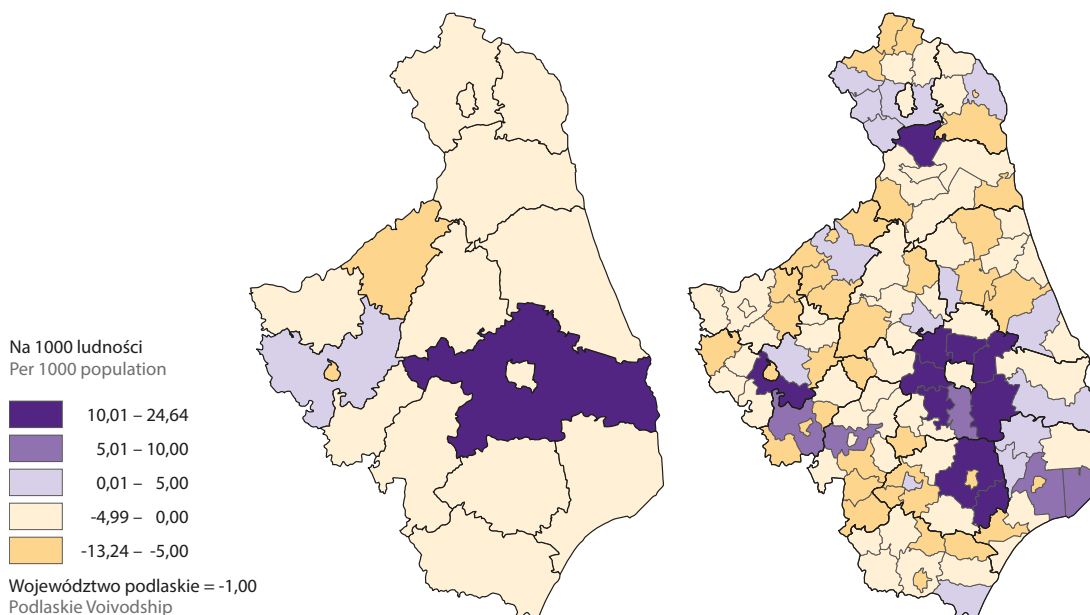 Na 1000 ludności
Per 1000 population
10,01 – 24,64
5,01 – 10,00
0,01 – 5,00
-4,99 – 0,00
-13,24 – -5,00
Województwo podlaskie = -1,00
Podlaskie Voivodship